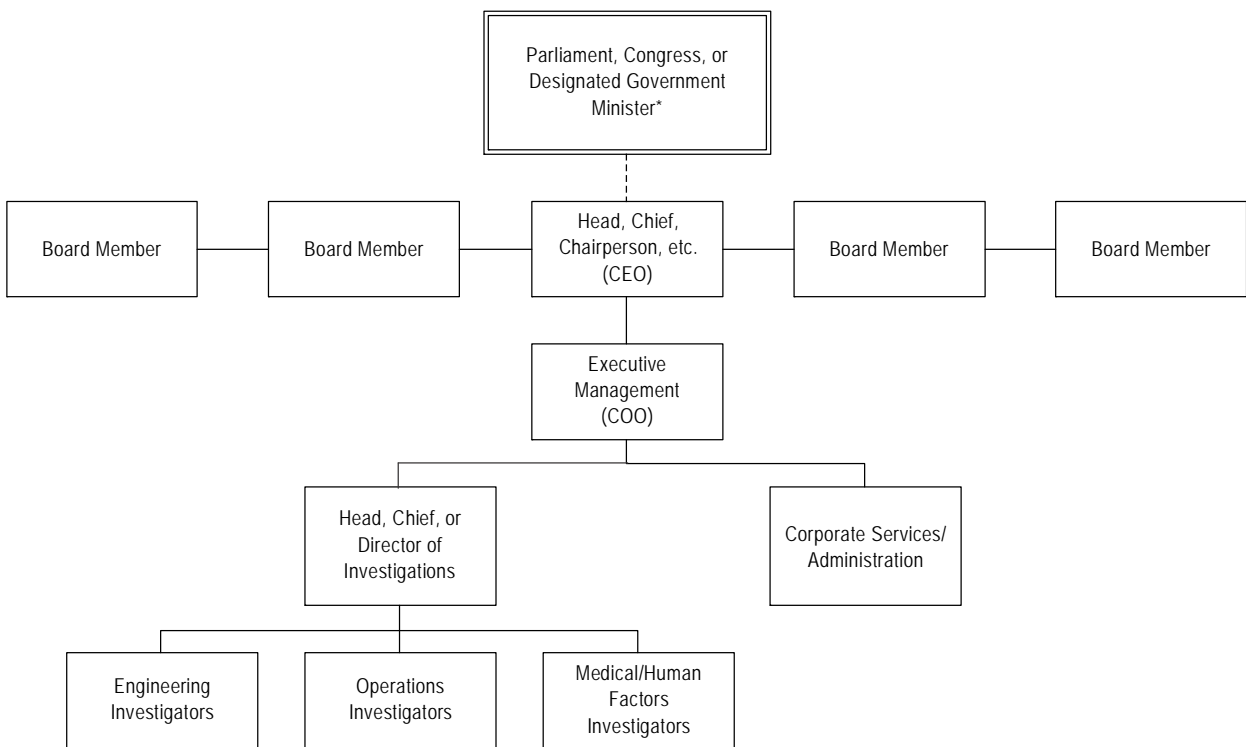 Parliament, Congress, or
Designated Government
Minister*
Board Member
Board Member
Head, Chief,
Chairperson, etc.
(CEO)
Board Member
Board Member
Executive
Management
(COO)
Head, Chief, or
Director of
Investigations
Corporate Services/
Administration
Engineering
Investigators
Operations
Investigators
Medical/Human
Factors
Investigators